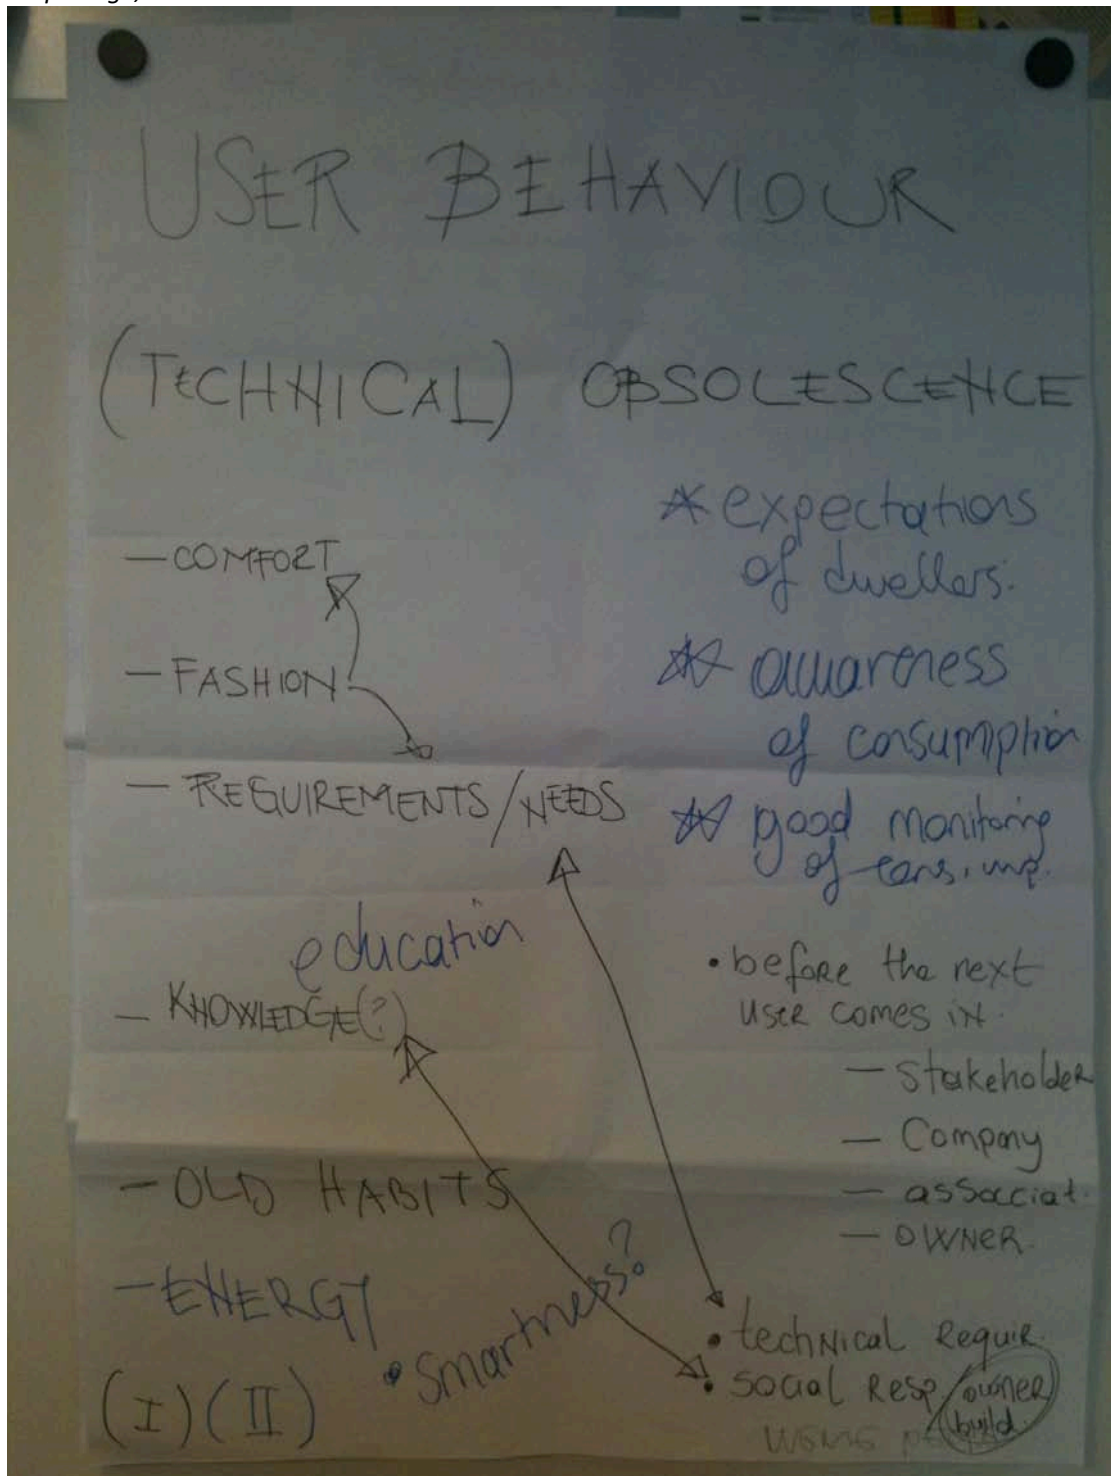 USER BEHAVIOUR
(TECHNICAL) OBSOLESCENCE
— COMFORT
— FASHION
— REQUIREMENTS/NEEDS
education
— KNOWLEDGE(?)
— OLD HABITS
— ENERGY
• smartness?
(I) (II)
* expectations
of dwellers.
* awareness
of consumption
* good monitoring
of
• before the next
user comes in.
— Stakeholder
— Company
— assocciat.
— OWNER.
• technical Requir.
• social Resp. / owner
build.